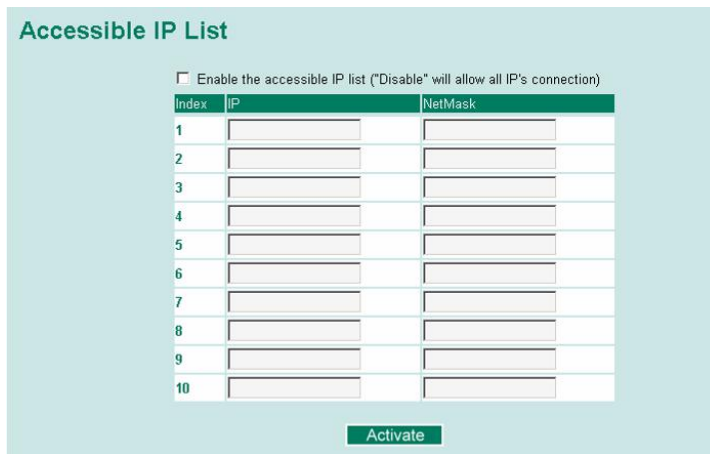 Accessible IP List
Enable the accessible IP list ("Disable" will allow all IP's connection)
Index IP NetMask
1
2
3
4
5
6
7
8
9
10
Activate